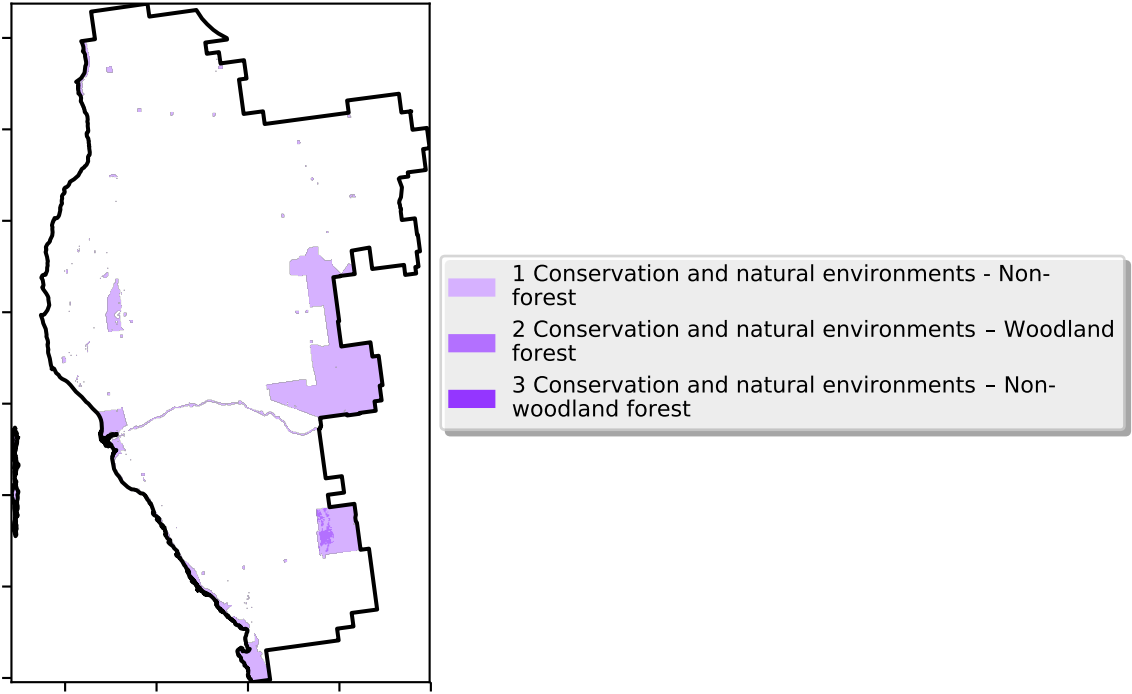 1 Conservation and natural environments - Non-
forest
2 Conservation and natural environments – Woodland
forest
3 Conservation and natural environments – Non-
woodland forest